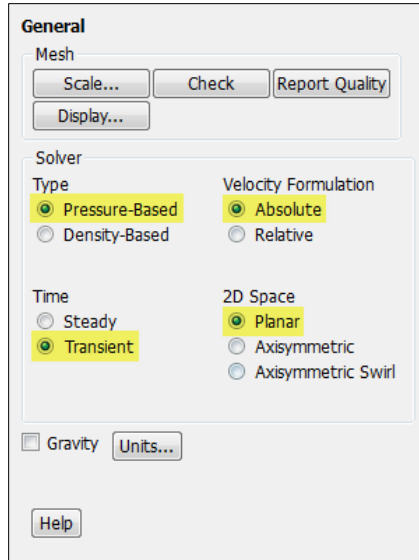 General
Mesh
Scale... Check Report Quality
Display...
Solver
Type Velocity Formulation
Pressure-Based Absolute
Density-Based Relative
Time 2D Space
Steady Planar
Transient Axisymmetric
Axisymmetric Swirl
Gravity Units...
Help